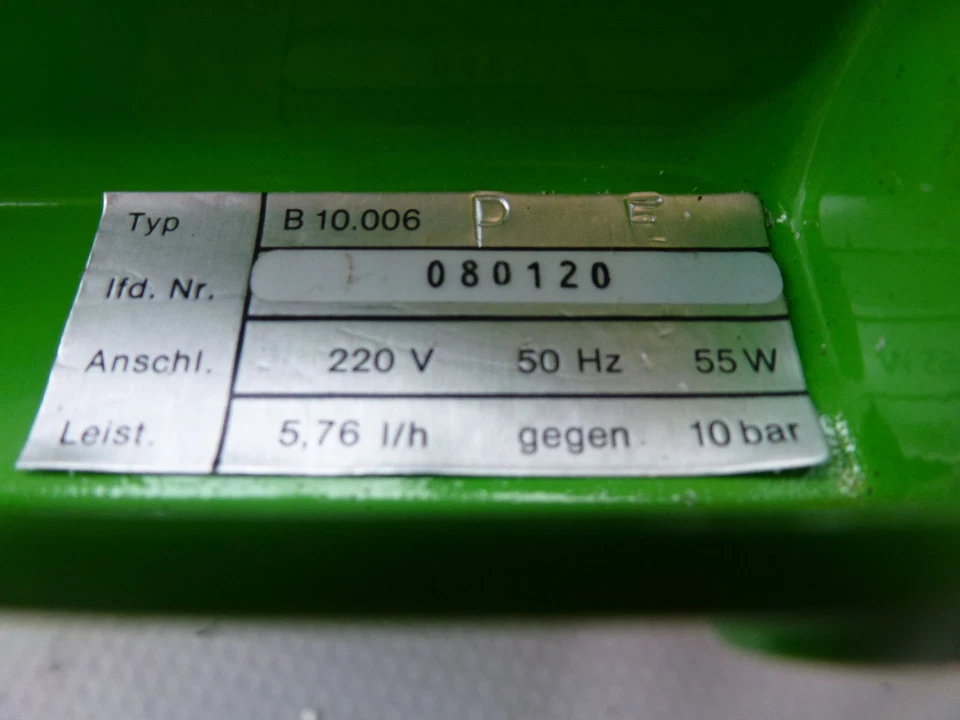 Typ B 10.006 P E
lfd. Nr. 080120
Anschl. 220 V 50 Hz 55 W
Leist. 5,76 l/h gegen 10 bar